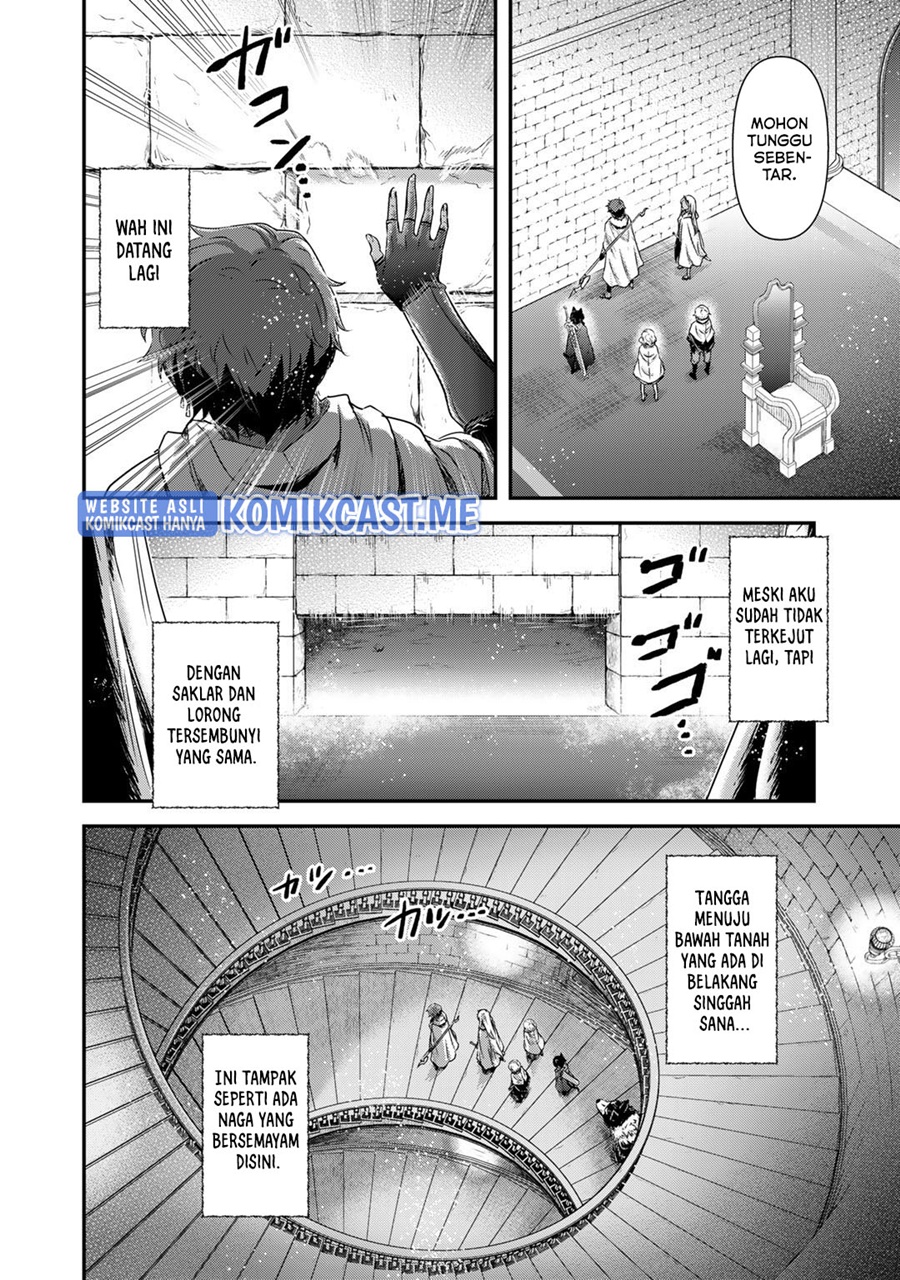 MOHON
TUNGGU
SEBEN-
TAR.
ガ
コン
WAH INI
DATANG
LAGI
WEBSITE ASLI
KOMIKCAST HANYA
KOMIKCAST.ME
MESKI AKU
SUDAH TIDAK
TERKEJUT
LAGI, TAPI
ゴゴゴ
DENGAN
SAKLAR DAN
LORONG
TERSEMBUNYI
YANG SAMA.
TANGGA
MENUJU
BAWAH TANAH
YANG ADA DI
BELAKANG
SINGGAH
SANA...
カツ...
カツ...
INI TAMPAK
SEPERTI ADA
NAGA YANG
BERSEMAYAM
DISINI.